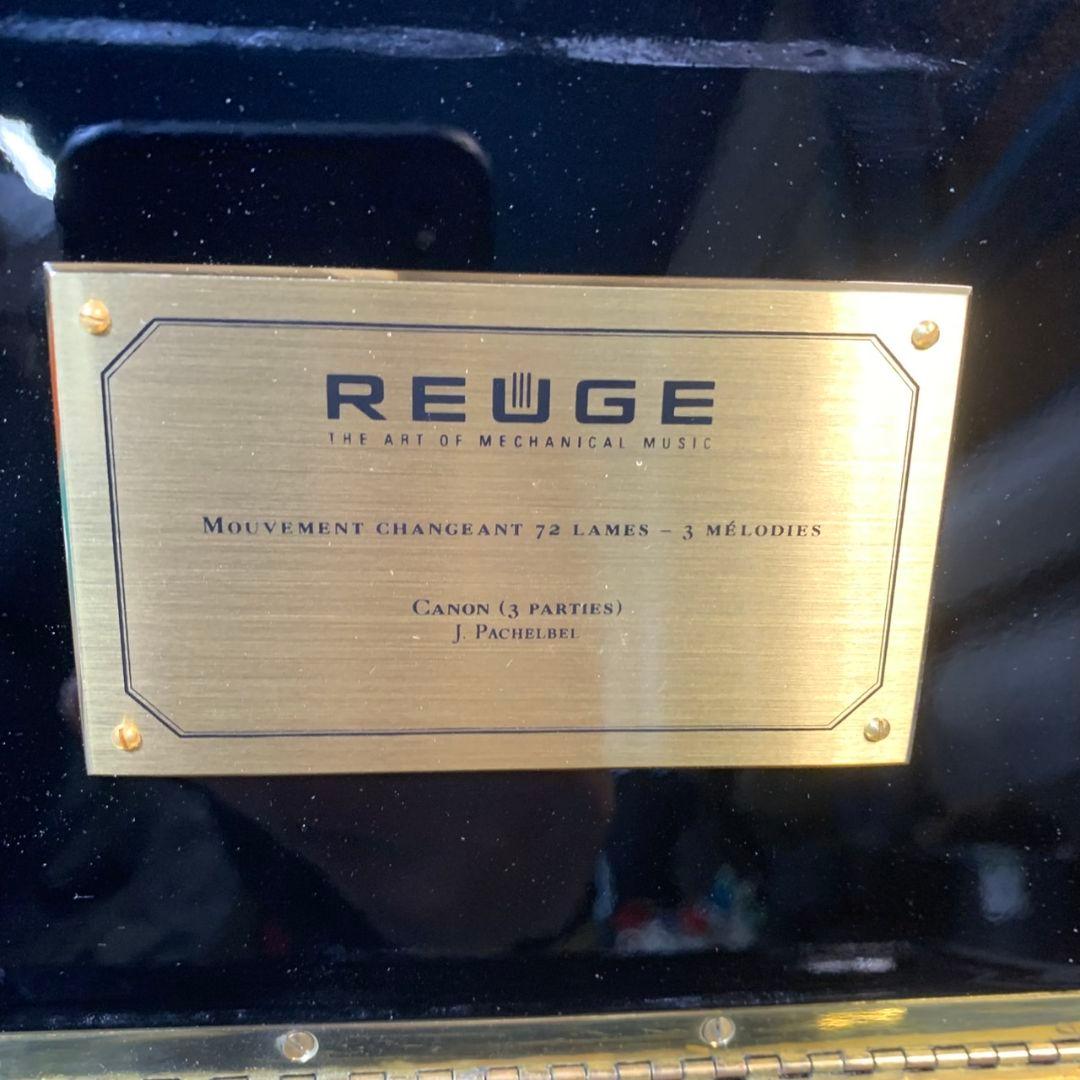 REUGE
THE ART OF MECHANICAL MUSIC
MOUVEMENT CHANGEANT 72 LAMES – 3 MÉLODIES
CANON (3 PARTIES)
J. PACHELBEL